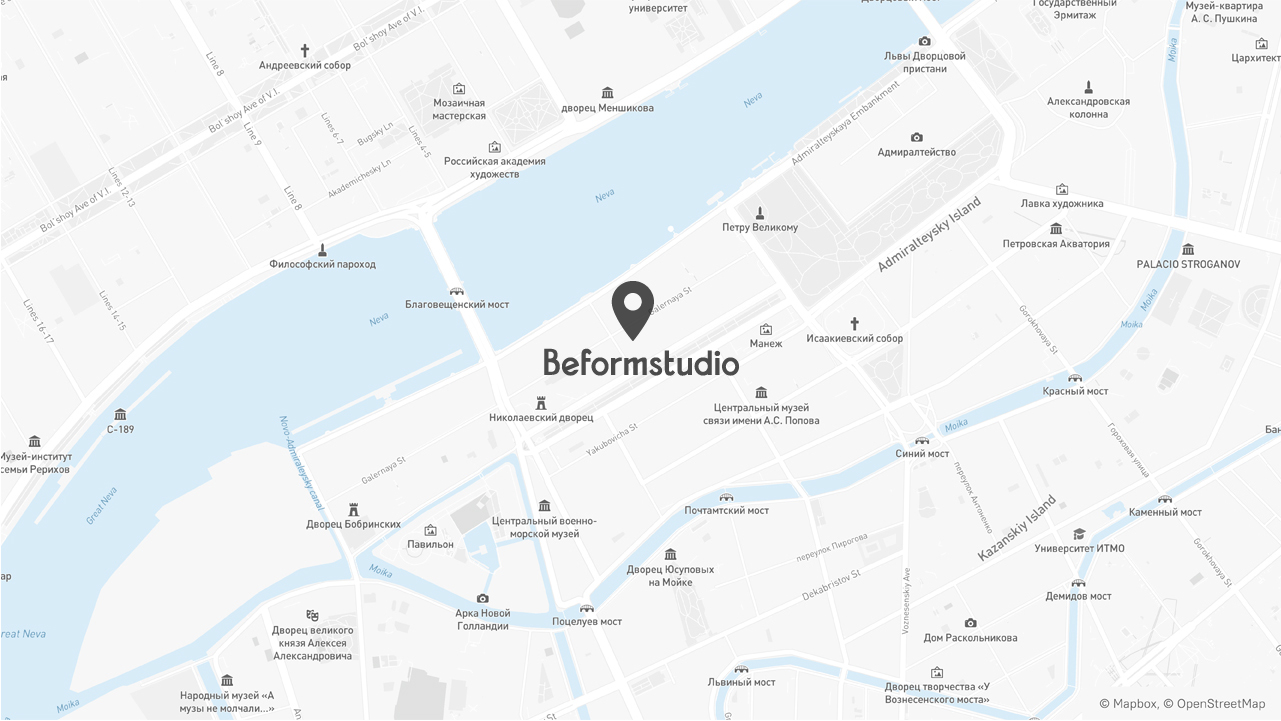 университет
Дворцовый мост
Государственный
Эрмитаж
Музей-квартира
А. С. Пушкина
Bol'shoy Ave of V.I.
Line 8
Андреевский собор
Львы Дворцовой
пристани
Moika
Цархитект
Мозаичная
мастерская
дворец Меншикова
Neva
Александровская
колонна
Bol'shoy Ave of V.I.
Lines 6-7
Bugsky Ln
Lines 4-5
Line 9
Admiralteyskaya Embankment
Адмиралтейство
Российская академия
художеств
Akademichesky Ln
Lines 12-13
Line 8
Neva
Bol'shoy Ave of V.I.
Лавка художника
Петру Великому
Admiralteysky Island
Петровская Акватория
Философский пароход
PALACIO STROGANOV
Благовещенский мост
Galernaya St
Lines 16-17
Lines 14-15
Neva
Moika
Moika
Gorokhovaya St
Манеж
Исаакиевский собор
Beformstudio
Красный мост
Николаевский дворец
Центральный музей
связи имени А.С. Попова
С-189
Moika
Бан
Yakubovicha St
Музей-институт
семьи Рерихов
Novo-Admiralteysky canal
Galernaya St
Синий мост
Гороховая улица
переулок Антоненко
Great Neva
Почтамтский мост
Каменный мост
Kazanskiy Island
Дворец Бобринских
Центральный военно-
морской музей
Павильон
переулок Пирогова
Университет ИТМО
Gorokhovaya St
Дворец Юсуповых
на Мойке
Moika
ар
Dekabristov St
Voznesenskiy Ave
Демидов мост
Арка Новой
Голландии
Поцелуев мост
Great Neva
Дворец великого
князя Алексея
Александровича
Дом Раскольникова
Львиный мост
Дворец творчества «У
Вознесенского моста»
Народный музей «А
музы не молчали...»
Moika
© Mapbox, © OpenStreetMap